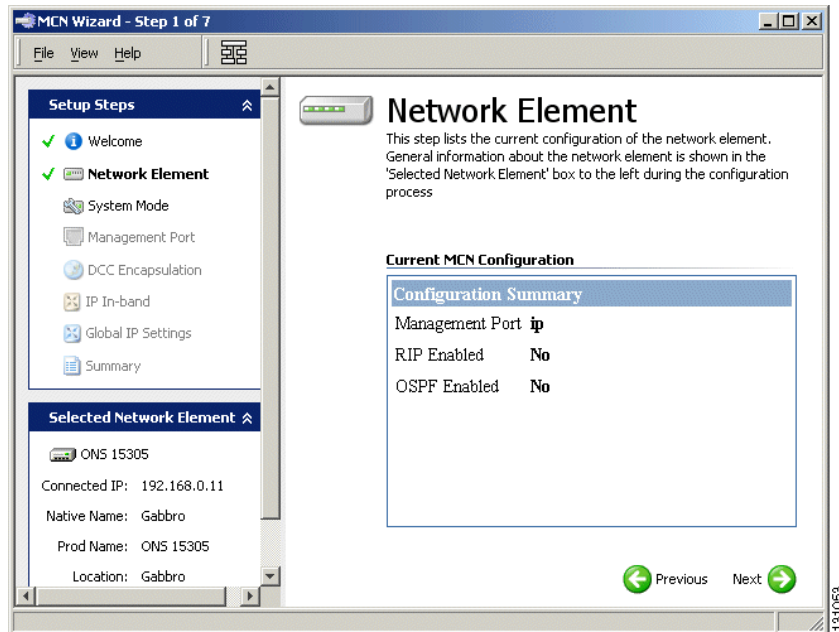 MCN Wizard - Step 1 of 7
File View Help
Setup Steps
Welcome
Network Element
System Mode
Management Port
DCC Encapsulation
IP In-band
Global IP Settings
Summary
Selected Network Element
ONS 15305
Connected IP: 192.168.0.11
Native Name: Gabbro
Prod Name: ONS 15305
Location: Gabbro
Network Element
This step lists the current configuration of the network element.
General information about the network element is shown in the
'Selected Network Element' box to the left during the configuration
process
Current MCN Configuration
Configuration Summary
Management Port ip
RIP Enabled No
OSPF Enabled No
Previous Next